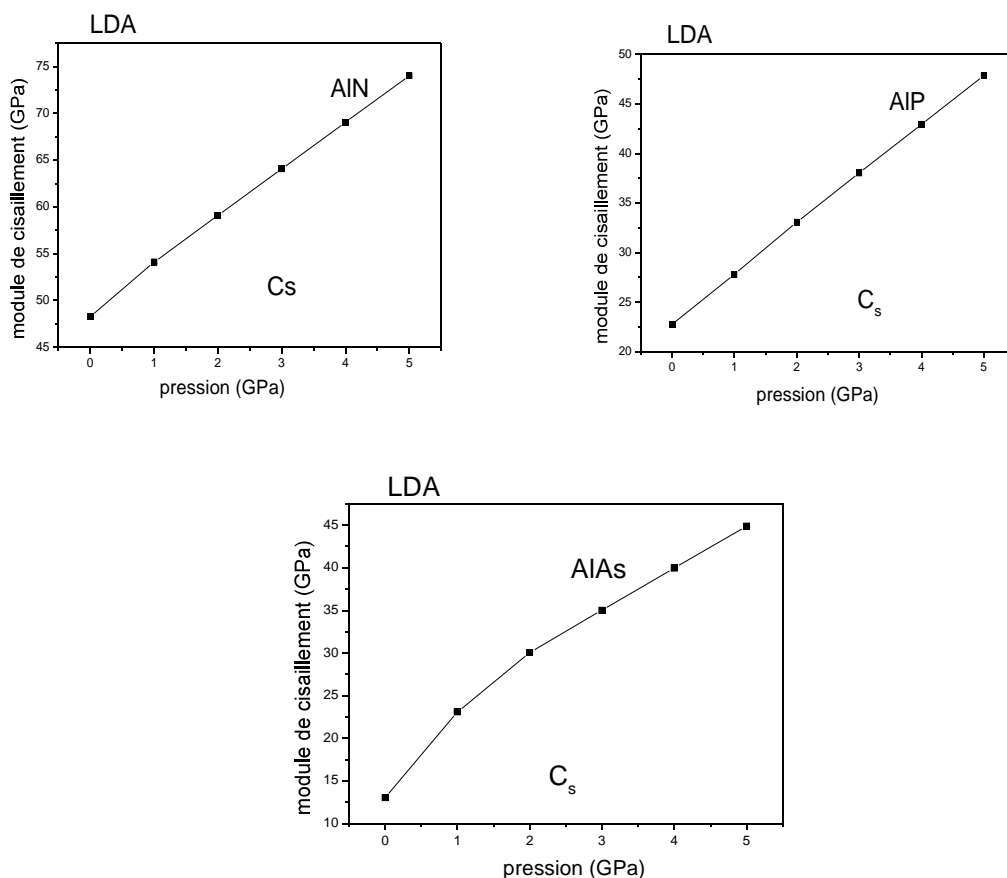 LDA
75
70
65
60
55
50
45
module de cisaillement (GPa)
AlN
Cs
0 1 2 3 4 5
pression (GPa)
LDA
50
45
40
35
30
25
20
module de cisaillement (GPa)
AlP
Cs
0 1 2 3 4 5
pression (GPa)
LDA
45
40
35
30
25
20
15
10
module de cisaillement (GPa)
AlAs
Cs
0 1 2 3 4 5
pression (GPa)